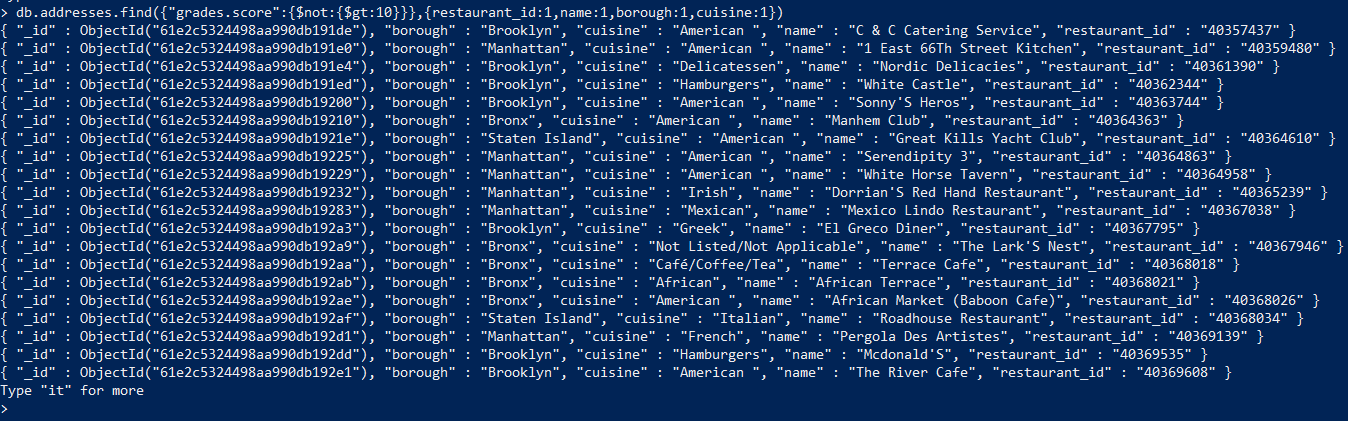 > db.addresses.find({"grades.score":{$not:{$gt:10}}},{restaurant_id:1,name:1,borough:1,cuisine:1})
{ "_id" : ObjectId("61e2c5324498aa990db191de"), "borough" : "Brooklyn", "cuisine" : "American ", "name" : "C & C Catering Service", "restaurant_id" : "40357437" }
{ "_id" : ObjectId("61e2c5324498aa990db191e0"), "borough" : "Manhattan", "cuisine" : "American ", "name" : "1 East 66Th Street Kitchen", "restaurant_id" : "40359480" }
{ "_id" : ObjectId("61e2c5324498aa990db191e4"), "borough" : "Brooklyn", "cuisine" : "Delicatessen", "name" : "Nordic Delicacies", "restaurant_id" : "40361390" }
{ "_id" : ObjectId("61e2c5324498aa990db191ed"), "borough" : "Brooklyn", "cuisine" : "Hamburgers", "name" : "White Castle", "restaurant_id" : "40362344" }
{ "_id" : ObjectId("61e2c5324498aa990db19200"), "borough" : "Brooklyn", "cuisine" : "American ", "name" : "Sonny'S Heros", "restaurant_id" : "40363744" }
{ "_id" : ObjectId("61e2c5324498aa990db19210"), "borough" : "Bronx", "cuisine" : "American ", "name" : "Manhem Club", "restaurant_id" : "40364363" }
{ "_id" : ObjectId("61e2c5324498aa990db1921e"), "borough" : "Staten Island", "cuisine" : "American ", "name" : "Great Kills Yacht Club", "restaurant_id" : "40364610" }
{ "_id" : ObjectId("61e2c5324498aa990db19225"), "borough" : "Manhattan", "cuisine" : "American ", "name" : "Serendipity 3", "restaurant_id" : "40364863" }
{ "_id" : ObjectId("61e2c5324498aa990db19229"), "borough" : "Manhattan", "cuisine" : "American ", "name" : "White Horse Tavern", "restaurant_id" : "40364958" }
{ "_id" : ObjectId("61e2c5324498aa990db19232"), "borough" : "Manhattan", "cuisine" : "Irish", "name" : "Dorrian'S Red Hand Restaurant", "restaurant_id" : "40365239" }
{ "_id" : ObjectId("61e2c5324498aa990db19283"), "borough" : "Manhattan", "cuisine" : "Mexican", "name" : "Mexico Lindo Restaurant", "restaurant_id" : "40367038" }
{ "_id" : ObjectId("61e2c5324498aa990db192a3"), "borough" : "Brooklyn", "cuisine" : "Greek", "name" : "El Greco Diner", "restaurant_id" : "40367795" }
{ "_id" : ObjectId("61e2c5324498aa990db192a9"), "borough" : "Bronx", "cuisine" : "Not Listed/Not Applicable", "name" : "The Lark'S Nest", "restaurant_id" : "40367946" }
{ "_id" : ObjectId("61e2c5324498aa990db192aa"), "borough" : "Bronx", "cuisine" : "Café/Coffee/Tea", "name" : "Terrace Cafe", "restaurant_id" : "40368018" }
{ "_id" : ObjectId("61e2c5324498aa990db192ab"), "borough" : "Bronx", "cuisine" : "African", "name" : "African Terrace", "restaurant_id" : "40368021" }
{ "_id" : ObjectId("61e2c5324498aa990db192ae"), "borough" : "Bronx", "cuisine" : "American ", "name" : "African Market (Baboon Cafe)", "restaurant_id" : "40368026" }
{ "_id" : ObjectId("61e2c5324498aa990db192af"), "borough" : "Staten Island", "cuisine" : "Italian", "name" : "Roadhouse Restaurant", "restaurant_id" : "40368034" }
{ "_id" : ObjectId("61e2c5324498aa990db192d1"), "borough" : "Manhattan", "cuisine" : "French", "name" : "Pergola Des Artistes", "restaurant_id" : "40369139" }
{ "_id" : ObjectId("61e2c5324498aa990db192dd"), "borough" : "Brooklyn", "cuisine" : "Hamburgers", "name" : "Mcdonald'S", "restaurant_id" : "40369535" }
{ "_id" : ObjectId("61e2c5324498aa990db192e1"), "borough" : "Brooklyn", "cuisine" : "American ", "name" : "The River Cafe", "restaurant_id" : "40369608" }
Type "it" for more
>